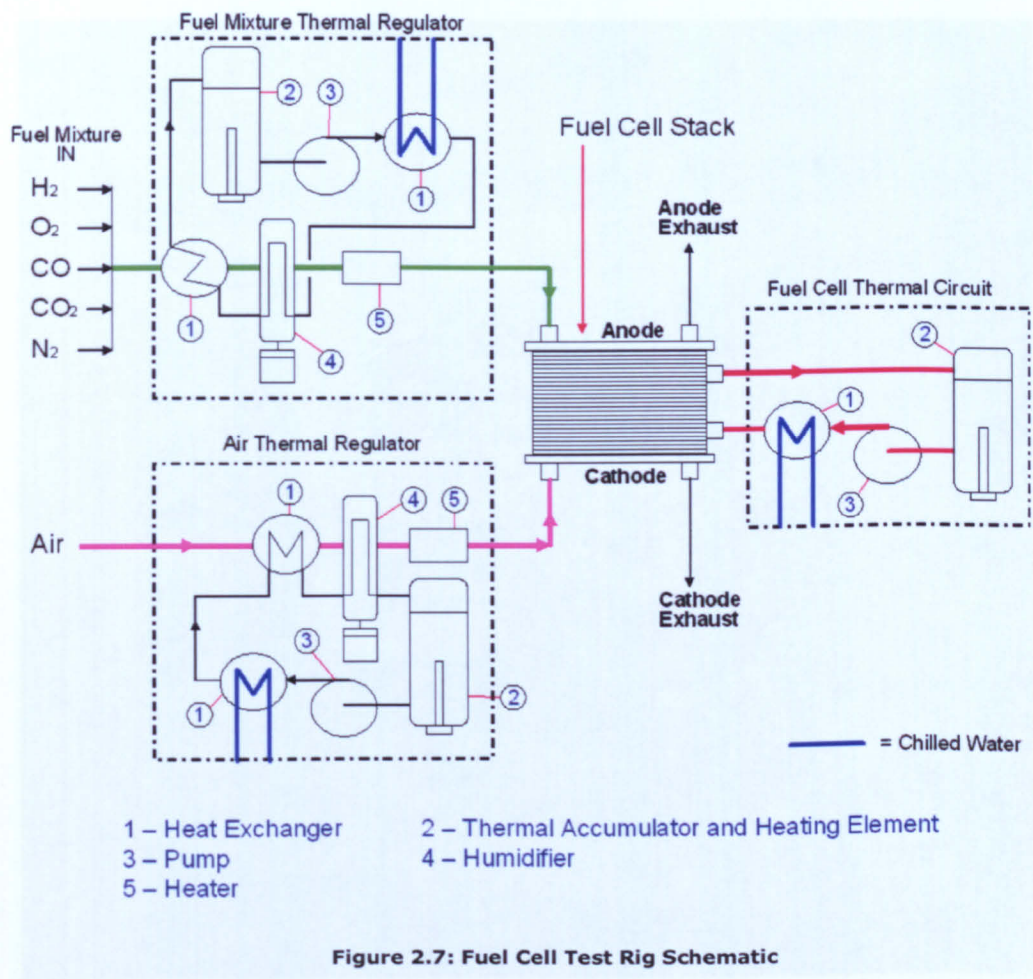 Fuel Mixture Thermal Regulator
2
3
1
Fuel Mixture
IN
H₂
O₂
CO
CO₂
N₂
1
5
4
Fuel Cell Stack
Anode
Exhaust
Anode
Cathode
Cathode
Exhaust
Fuel Cell Thermal Circuit
2
1
3
Air Thermal Regulator
1
4
5
Air
3
1
2
= Chilled Water
1 – Heat Exchanger
2 – Thermal Accumulator and Heating Element
3 – Pump
4 – Humidifier
5 – Heater
Figure 2.7: Fuel Cell Test Rig Schematic